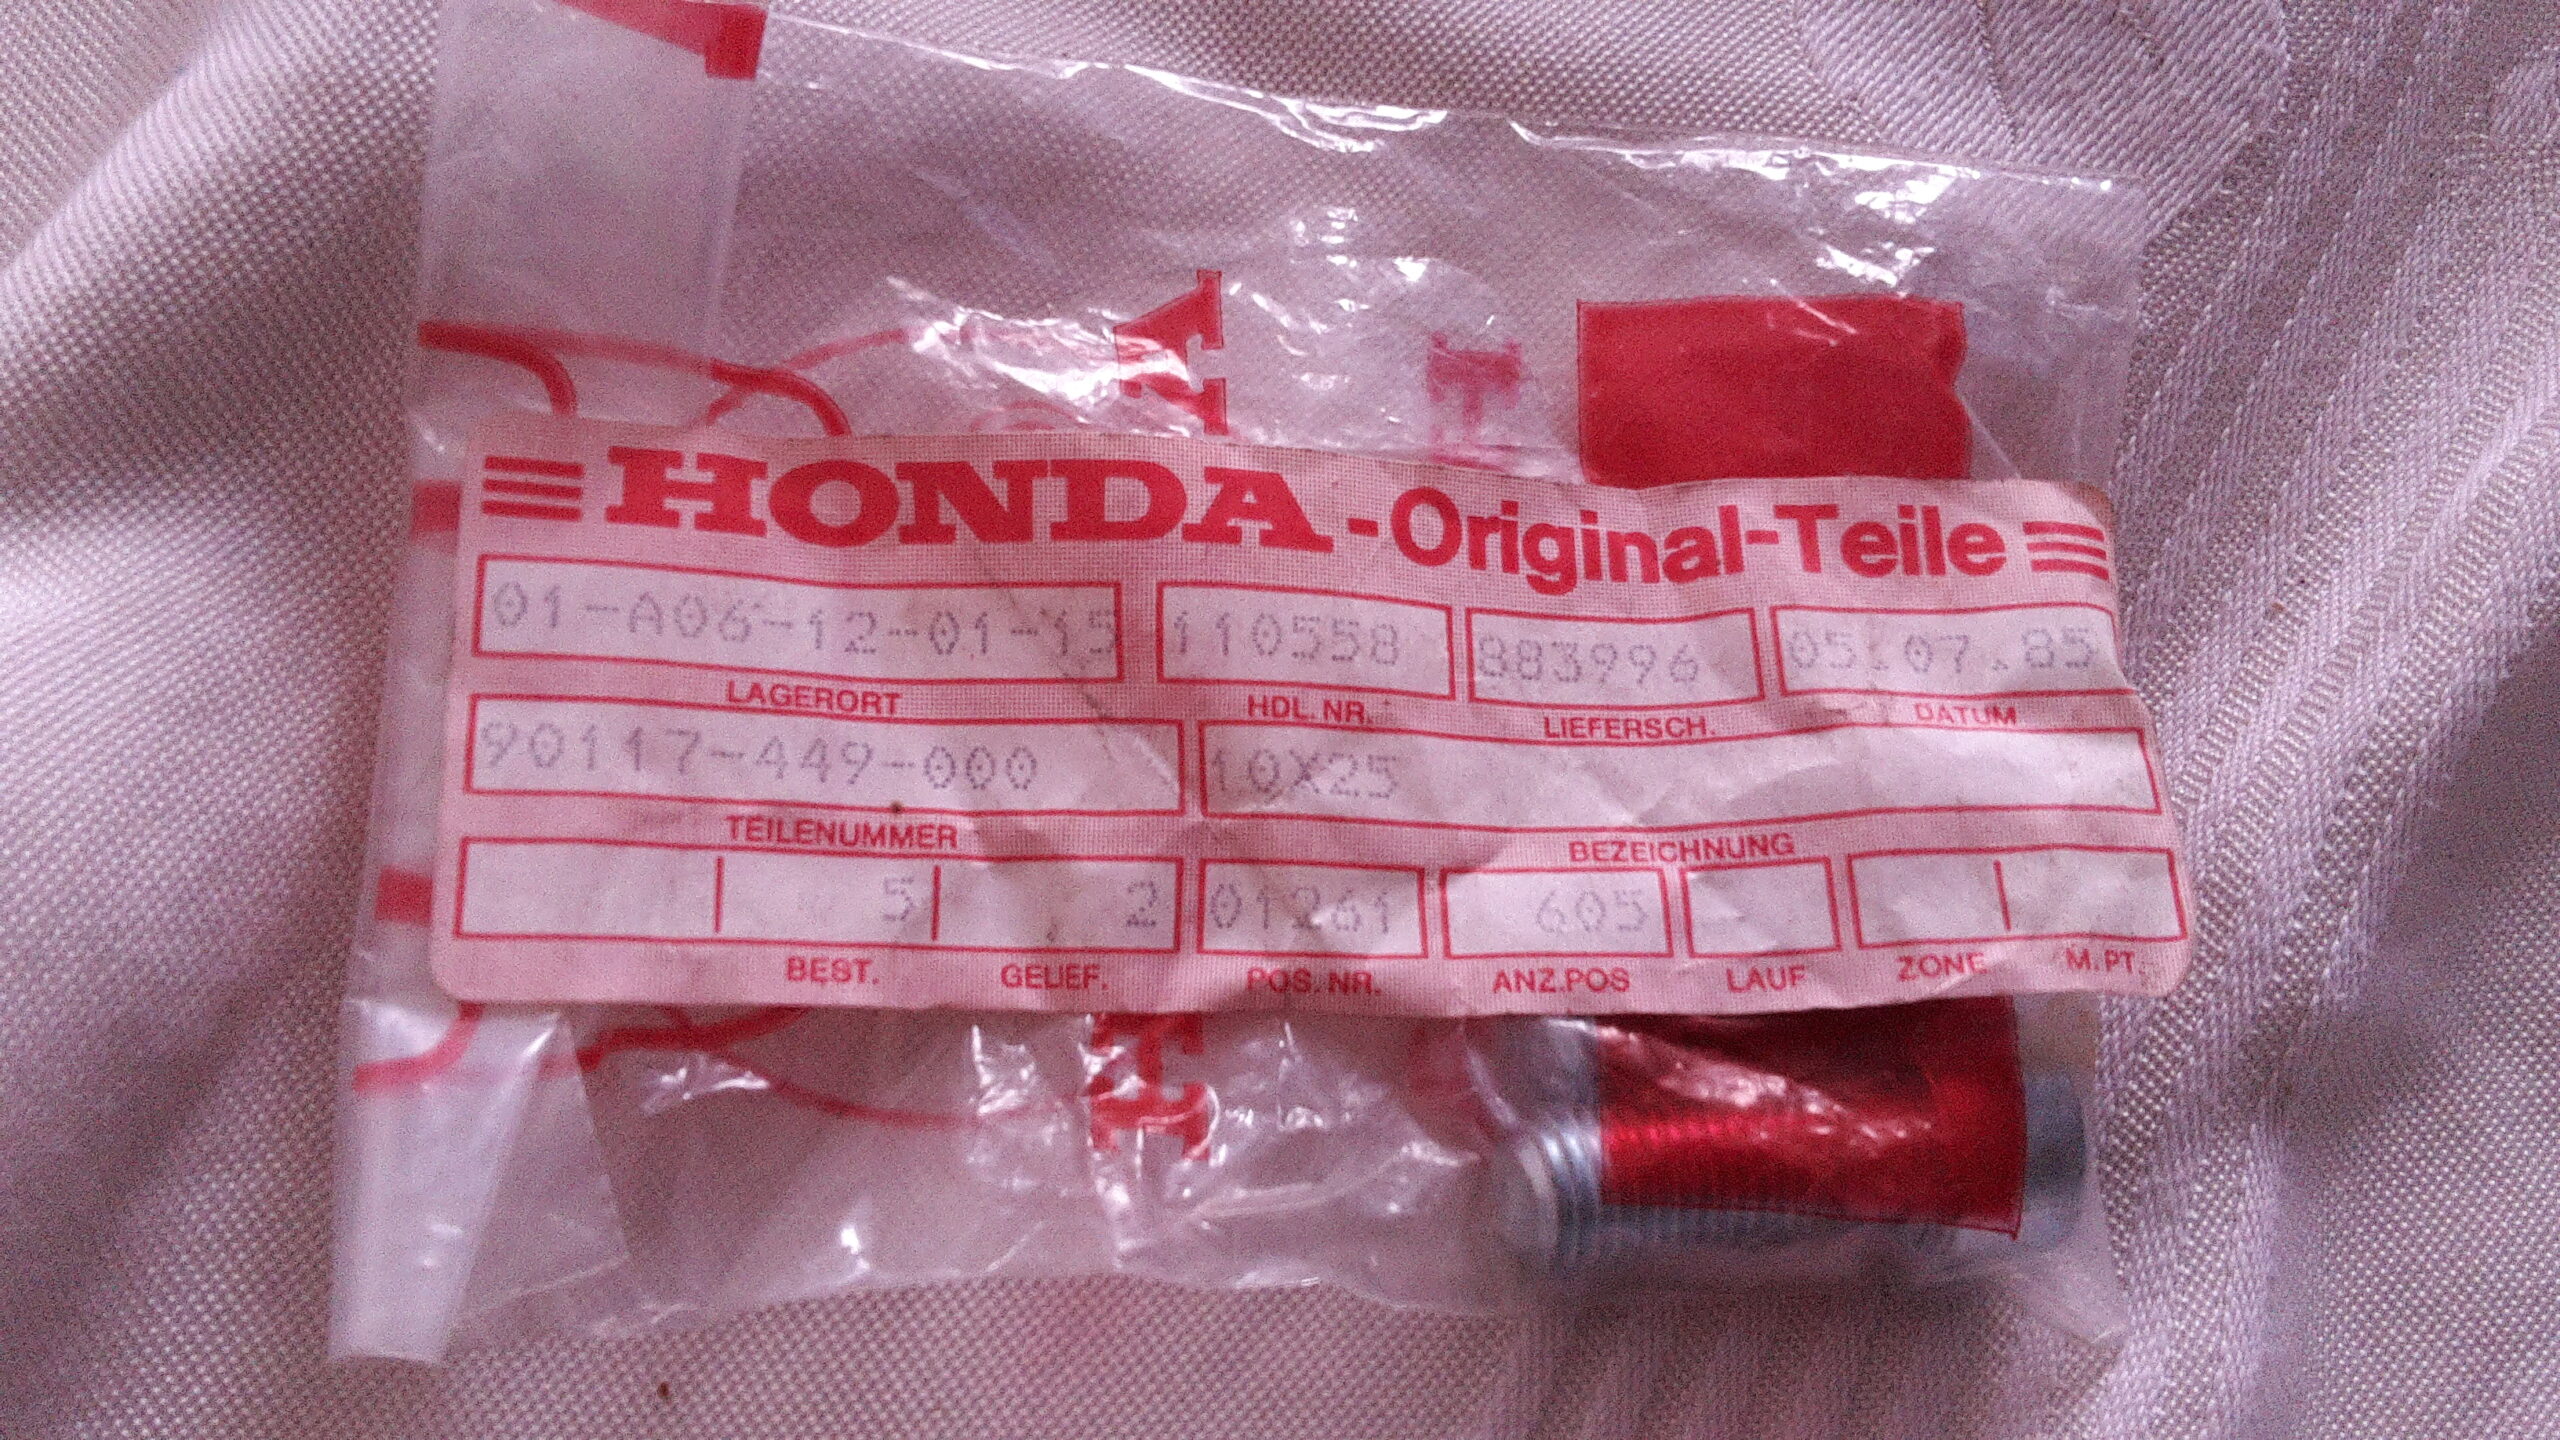 HONDA-Original-Teile
01-A06-12-01-15 110558 883996 05.07.85
LAGERORT HDL.NR. LIEFERSCH. DATUM
90117-449-000 10X25
TEILENUMMER BEZEICHNUNG
5 2 01261 605
BEST. GELIEF. POS.NR. ANZ.POS LAUF ZONE M.PT.